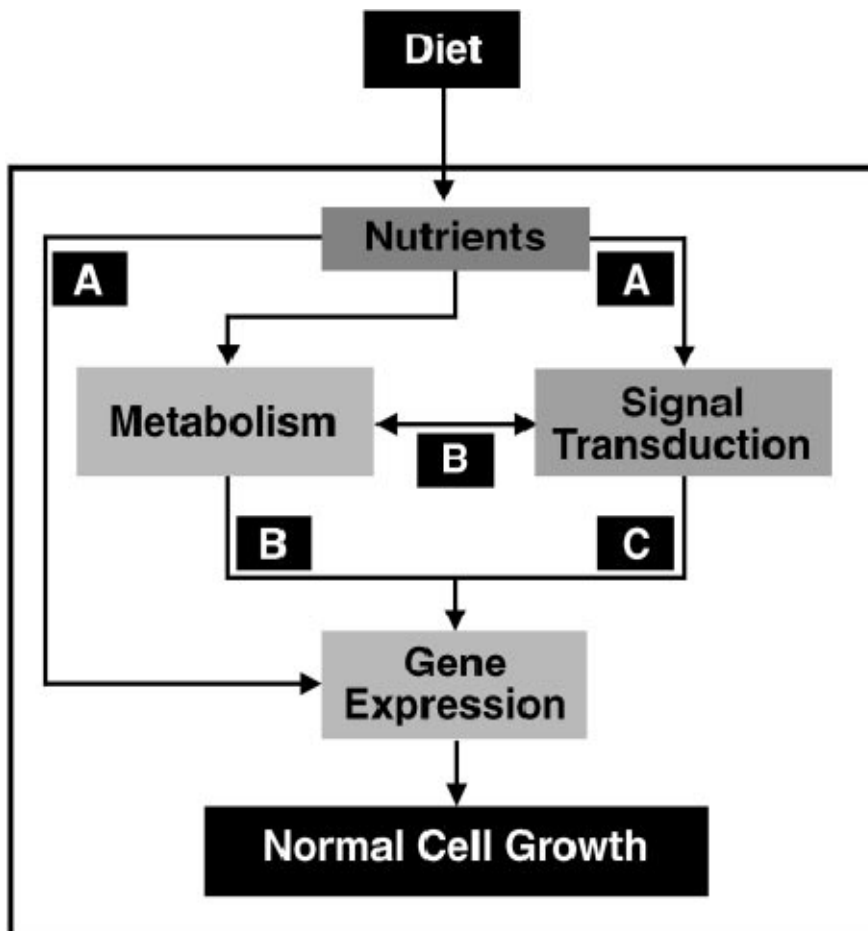 Diet
Nutrients
A
A
Metabolism
Signal
Transduction
B
B
C
Gene
Expression
Normal Cell Growth